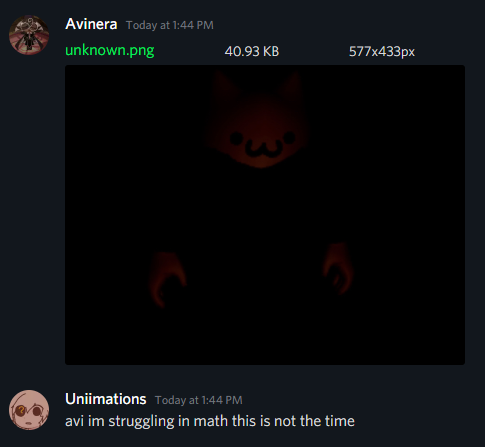 Avinera Today at 1:44 PM
unknown.png 40.93 KB 577x433px
Uniimations Today at 1:44 PM
avi im struggling in math this is not the time